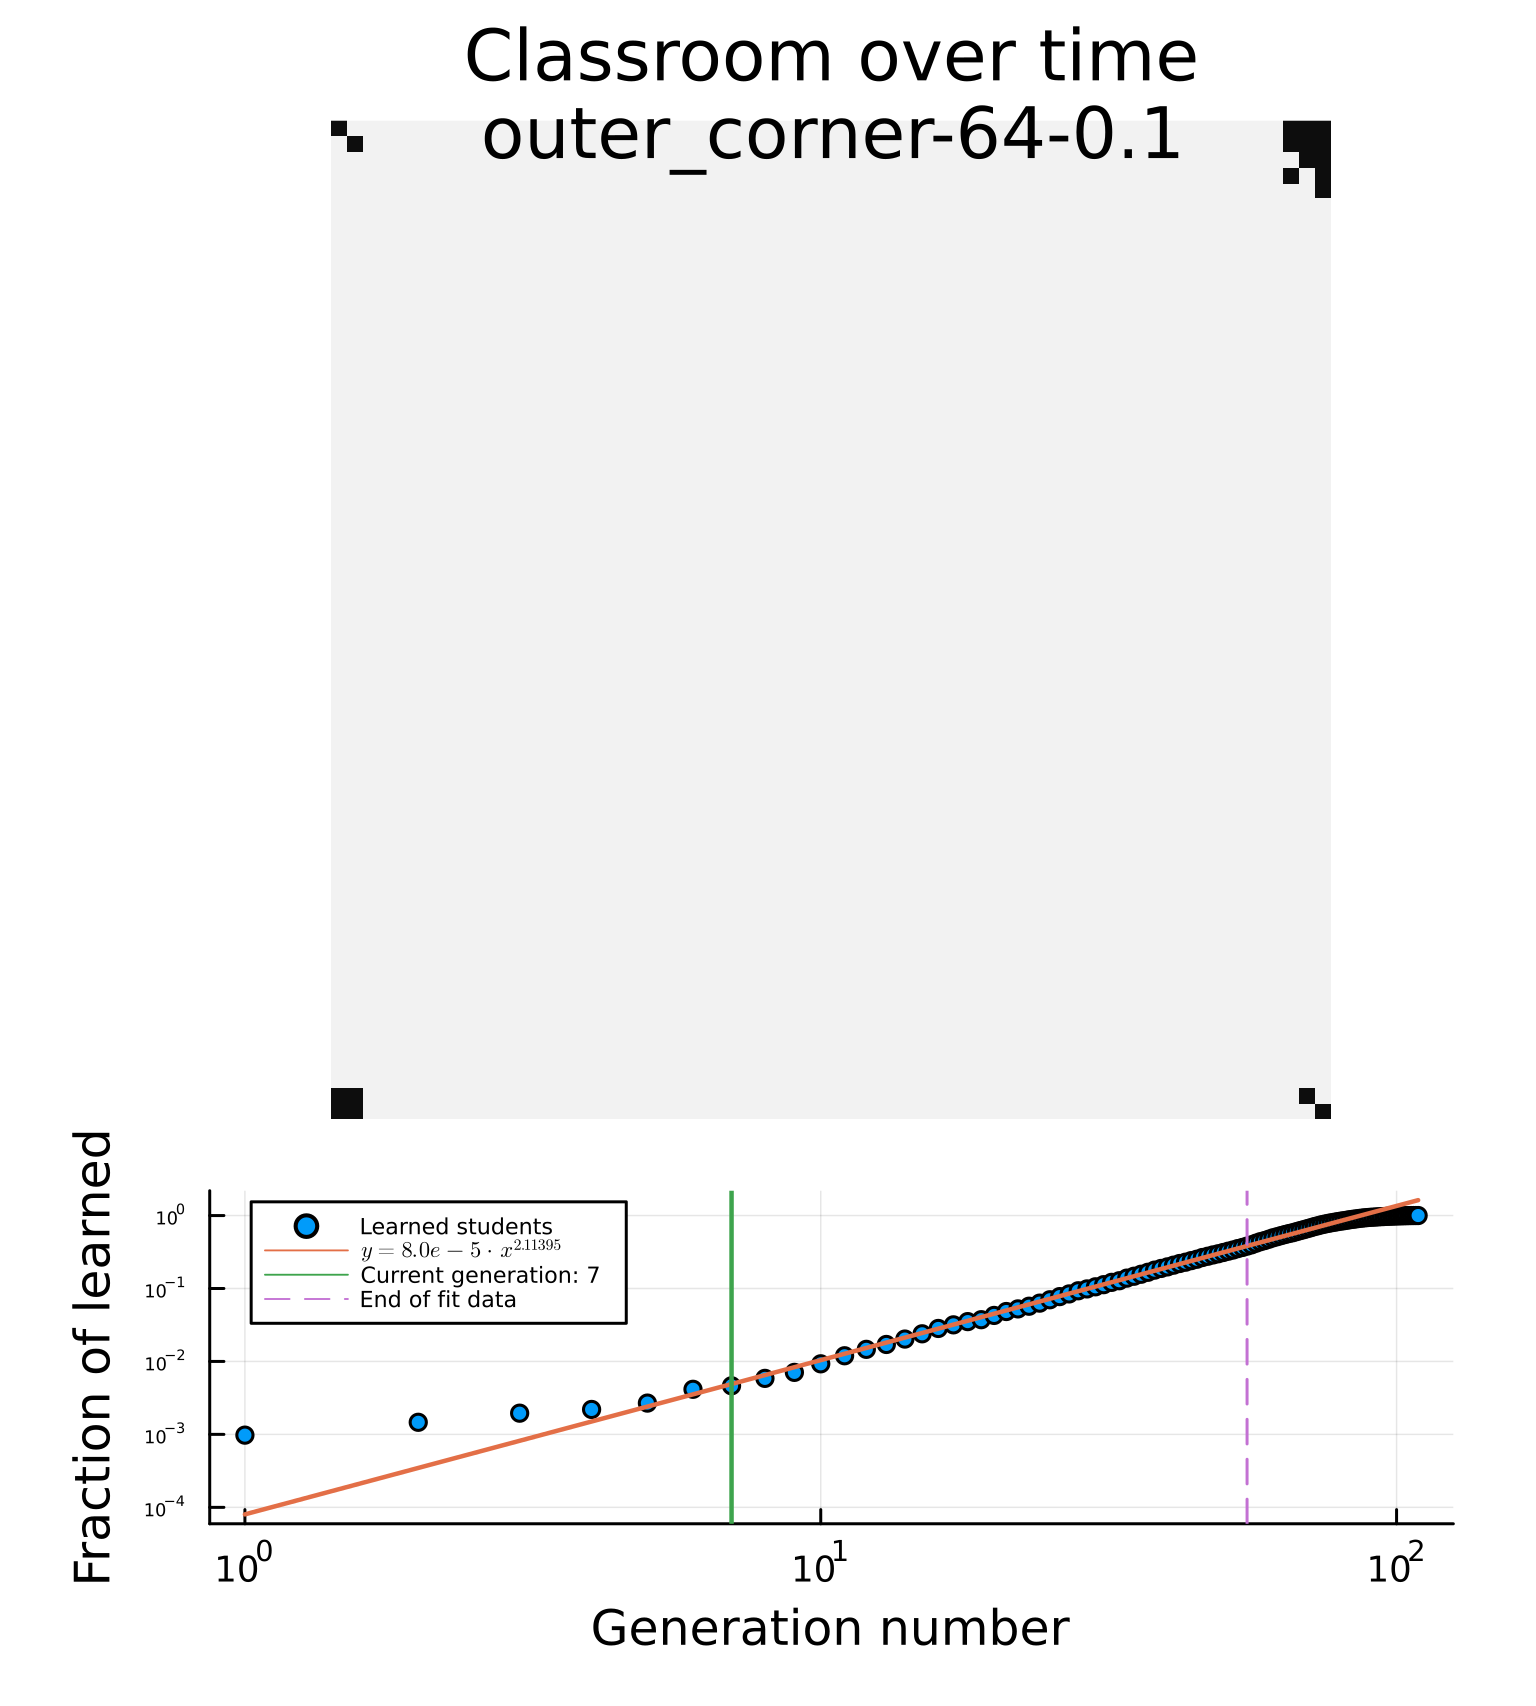 Classroom over time
outer_corner-64-0.1
Fraction of learned
10^0
10^-1
10^-2
10^-3
10^-4
Learned students
y = 8.0e − 5 · x^2.11395
Current generation: 7
End of fit data
10^0 10^1 10^2
Generation number